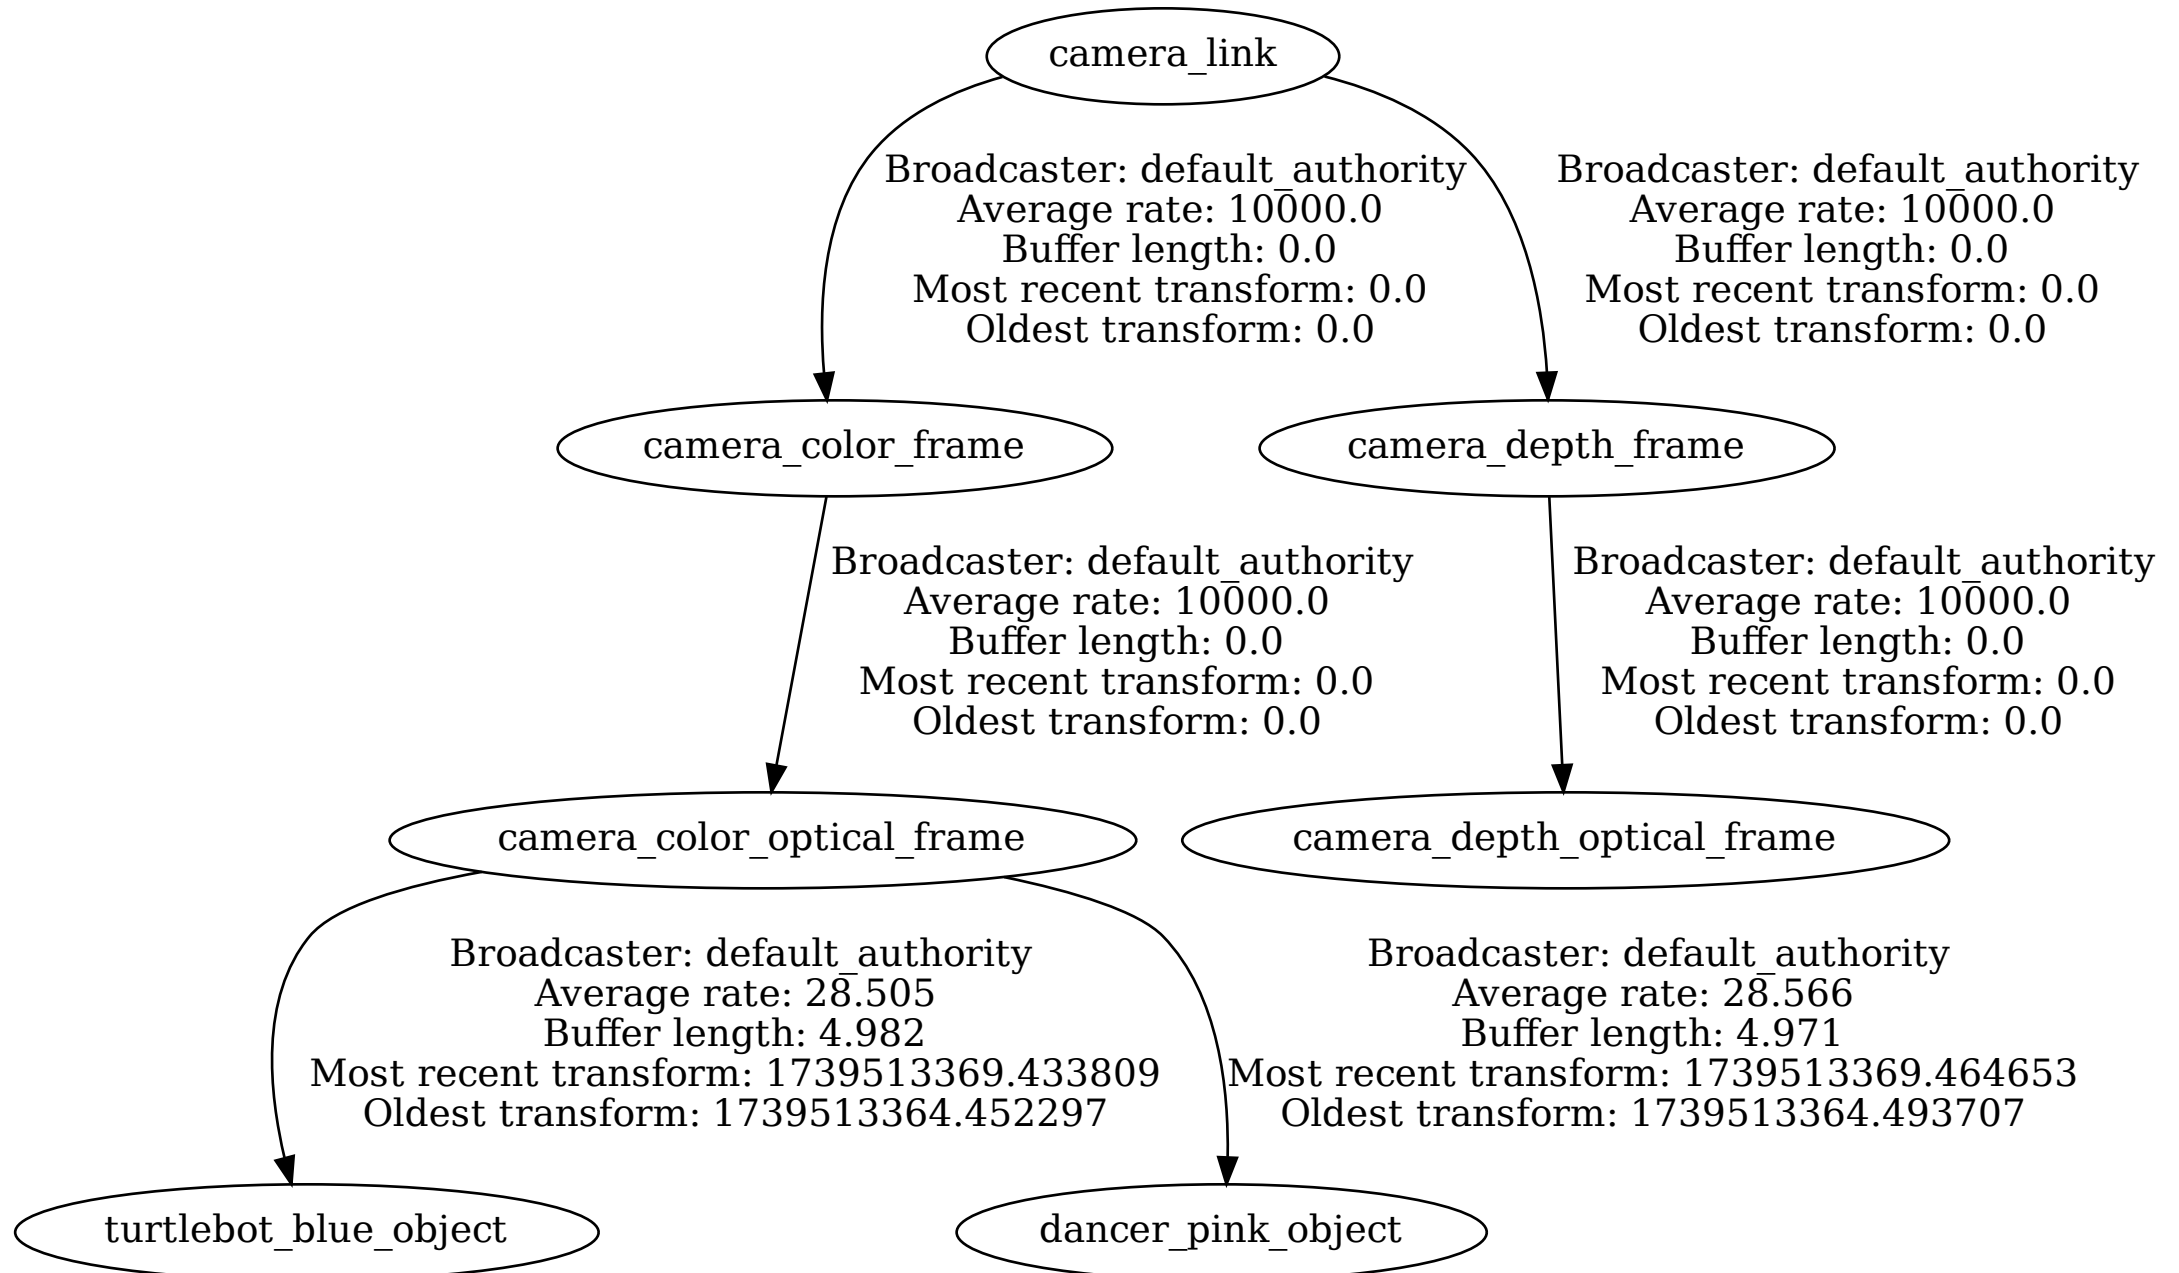 camera_link
Broadcaster: default_authority
Average rate: 10000.0
Buffer length: 0.0
Most recent transform: 0.0
Oldest transform: 0.0
Broadcaster: default_authority
Average rate: 10000.0
Buffer length: 0.0
Most recent transform: 0.0
Oldest transform: 0.0
camera_color_frame
camera_depth_frame
Broadcaster: default_authority
Average rate: 10000.0
Buffer length: 0.0
Most recent transform: 0.0
Oldest transform: 0.0
Broadcaster: default_authority
Average rate: 10000.0
Buffer length: 0.0
Most recent transform: 0.0
Oldest transform: 0.0
camera_color_optical_frame
camera_depth_optical_frame
Broadcaster: default_authority
Average rate: 28.505
Buffer length: 4.982
Most recent transform: 1739513369.433809
Oldest transform: 1739513364.452297
Broadcaster: default_authority
Average rate: 28.566
Buffer length: 4.971
Most recent transform: 1739513369.464653
Oldest transform: 1739513364.493707
turtlebot_blue_object
dancer_pink_object